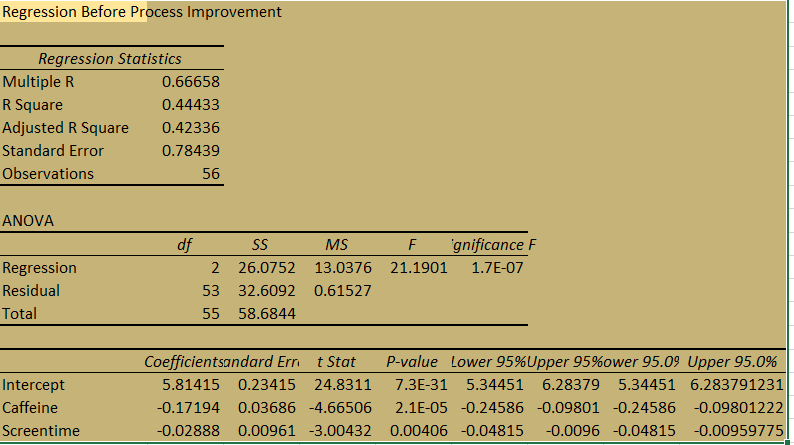 Regression Before Process Improvement
Regression Statistics
Multiple R 0.66658
R Square 0.44433
Adjusted R Square 0.42336
Standard Error 0.78439
Observations 56
ANOVA
df SS MS F gnificance F
Regression 2 26.0752 13.0376 21.1901 1.7E-07
Residual 53 32.6092 0.61527
Total 55 58.6844
Coefficients andard Erro t Stat P-value Lower 95% Upper 95% ower 95.0% Upper 95.0%
Intercept 5.81415 0.23415 24.8311 7.3E-31 5.34451 6.28379 5.34451 6.283791231
Caffeine -0.17194 0.03686 -4.66506 2.1E-05 -0.24586 -0.09801 -0.24586 -0.09801222
Screentime -0.02888 0.00961 -3.00432 0.00406 -0.04815 -0.0096 -0.04815 -0.00959775